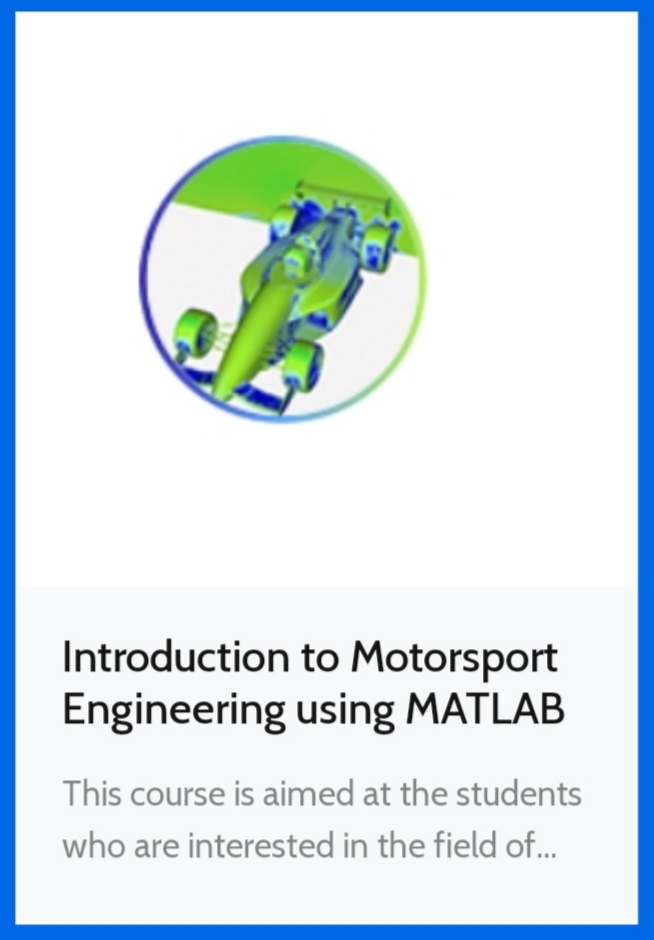 Introduction to Motorsport
Engineering using MATLAB
This course is aimed at the students
who are interested in the field of...